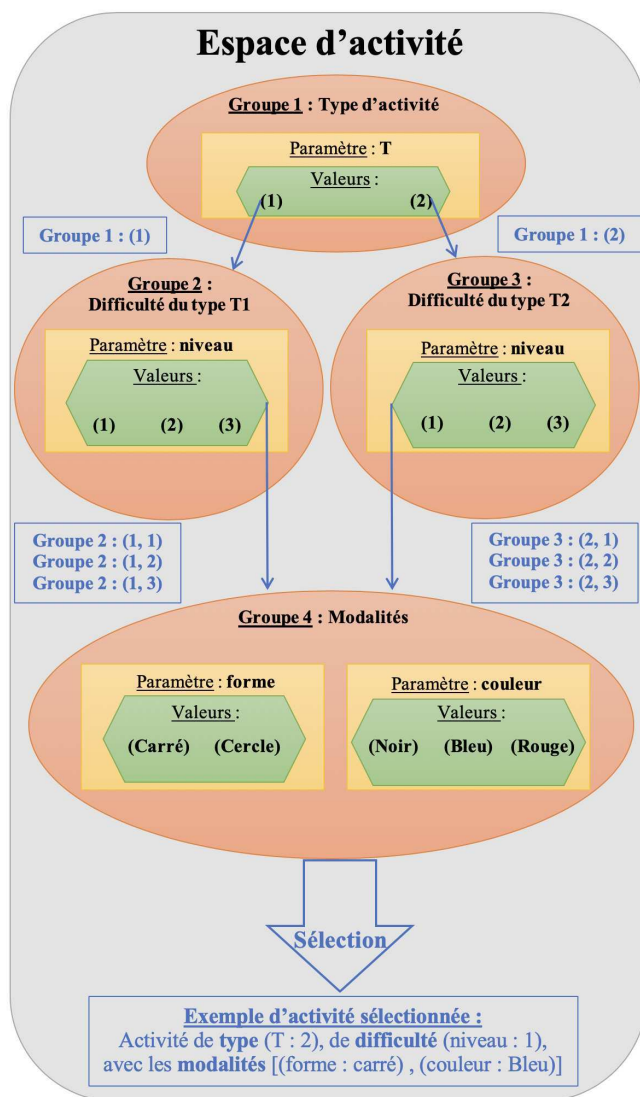 Espace d’activité
Groupe 1 : Type d’activité
Paramètre : T
Valeurs :
(1) (2)
Groupe 1 : (1)
Groupe 1 : (2)
Groupe 2 :
Difficulté du type T1
Paramètre : niveau
Valeurs :
(1) (2) (3)
Groupe 3 :
Difficulté du type T2
Paramètre : niveau
Valeurs :
(1) (2) (3)
Groupe 2 : (1, 1)
Groupe 2 : (1, 2)
Groupe 2 : (1, 3)
Groupe 3 : (2, 1)
Groupe 3 : (2, 2)
Groupe 3 : (2, 3)
Groupe 4 : Modalités
Paramètre : forme
Valeurs :
(Carré) (Cercle)
Paramètre : couleur
Valeurs :
(Noir) (Bleu) (Rouge)
Sélection
Exemple d’activité sélectionnée :
Activité de type (T : 2), de difficulté (niveau : 1),
avec les modalités [(forme : carré) , (couleur : Bleu)]